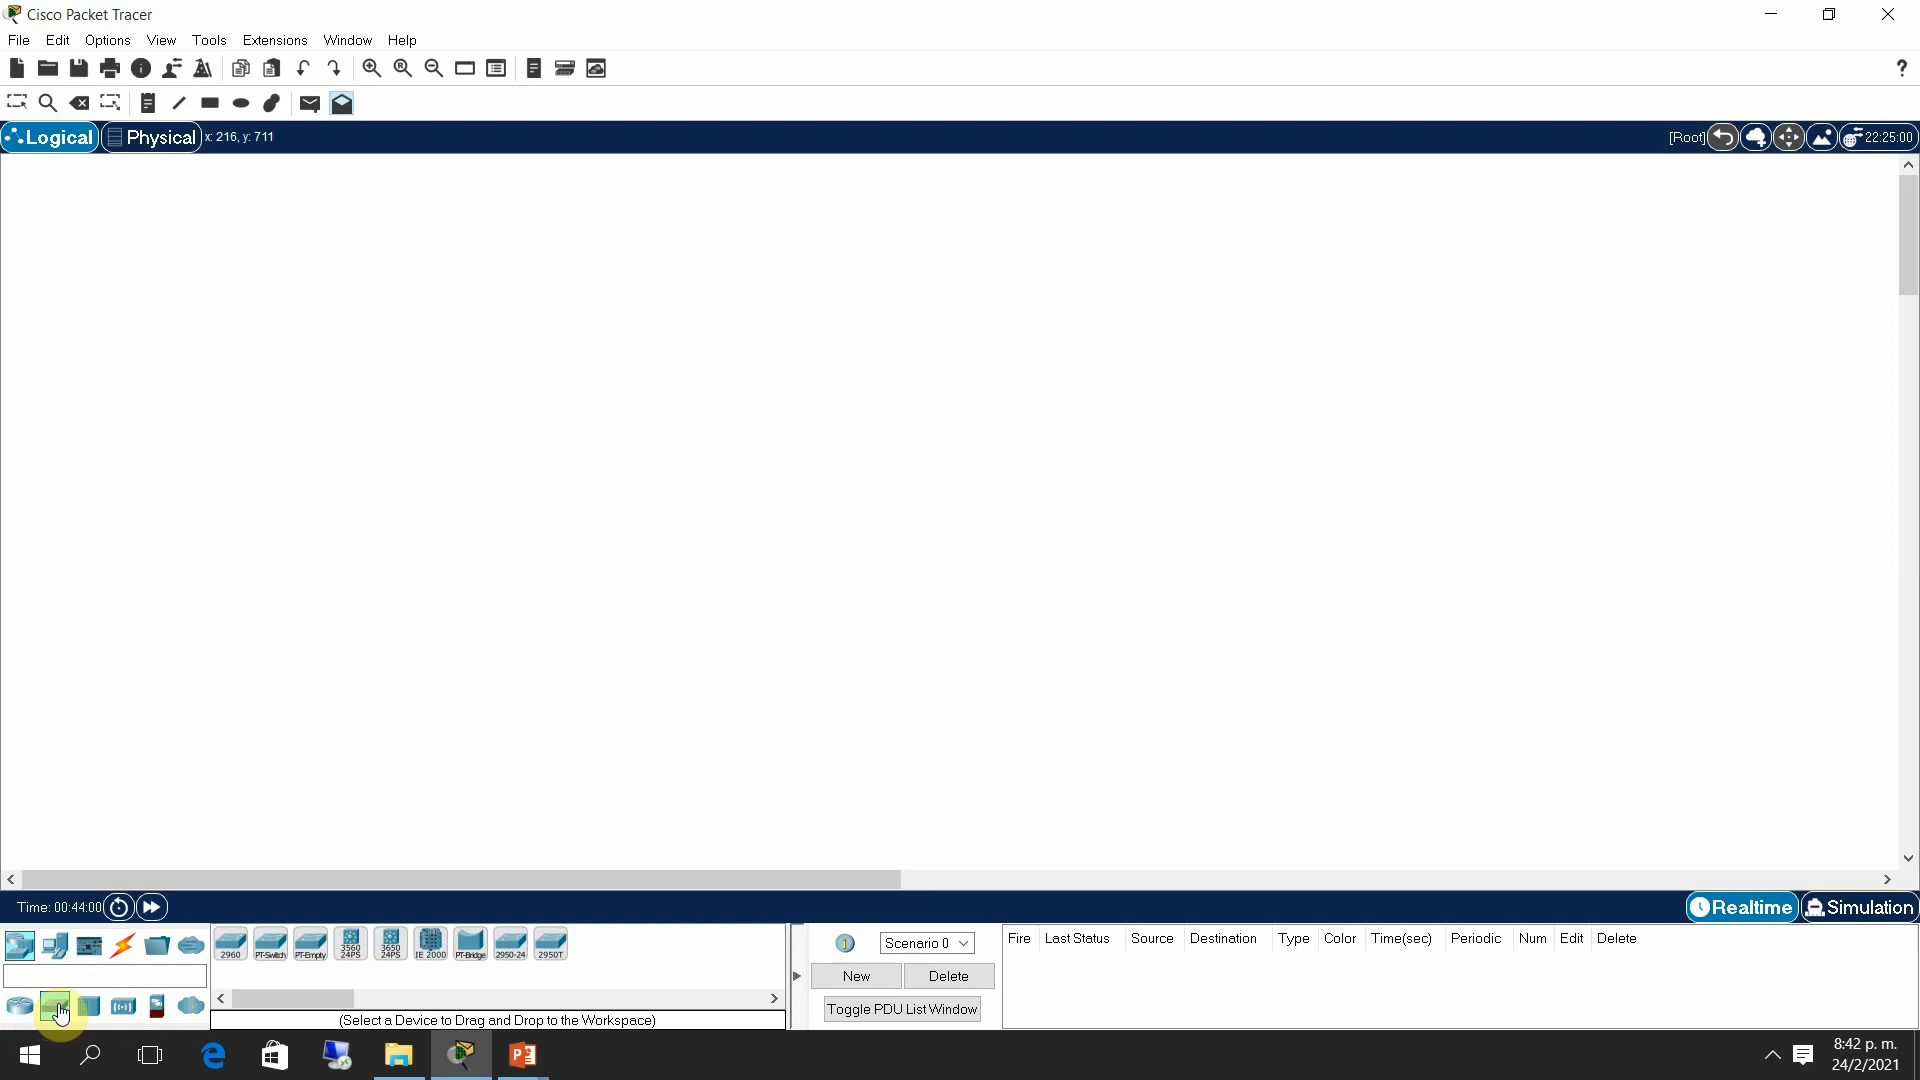 Cisco Packet Tracer
File Edit Options View Tools Extensions Window Help
?
Logical Physical x: 216, y: 711 [Root] 22:25:00
Time: 00:44:00 Realtime Simulation
2960 PT-Switch PT-Empty 3560 24PS 3650 24PS IE 2000 PT-Bridge 2950-24 2950T
(Select a Device to Drag and Drop to the Workspace)
Scenario 0
New Delete
Toggle PDU List Window
Fire Last Status Source Destination Type Color Time(sec) Periodic Num Edit Delete
8:42 p. m.
24/2/2021